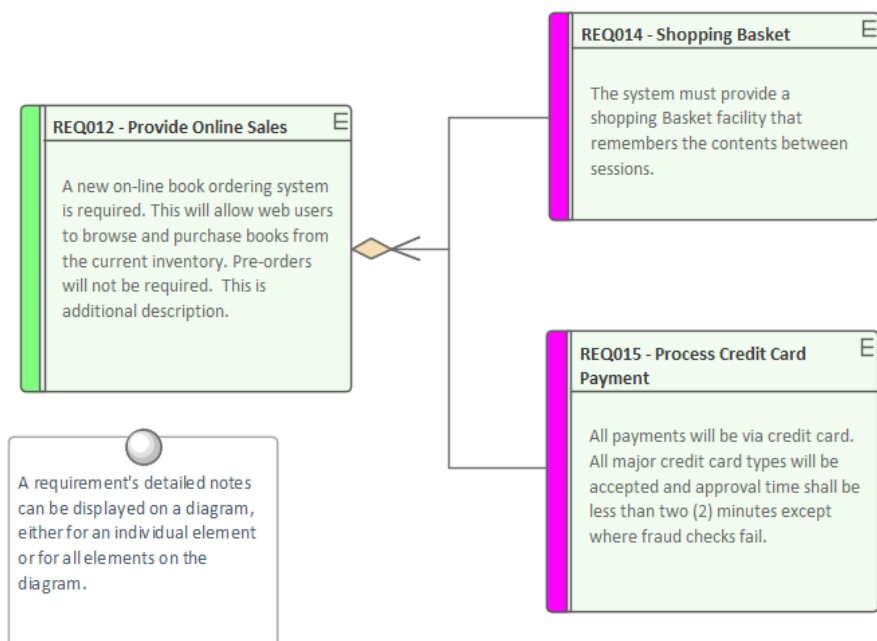 REQ012 - Provide Online Sales
E
A new on-line book ordering system
is required. This will allow web users
to browse and purchase books from
the current inventory. Pre-orders
will not be required.  This is
additional description.
REQ014 - Shopping Basket
E
The system must provide a
shopping Basket facility that
remembers the contents between
sessions.
REQ015 - Process Credit Card
Payment
E
All payments will be via credit card.
All major credit card types will be
accepted and approval time shall be
less than two (2) minutes except
where fraud checks fail.
A requirement's detailed notes
can be displayed on a diagram,
either for an individual element
or for all elements on the
diagram.